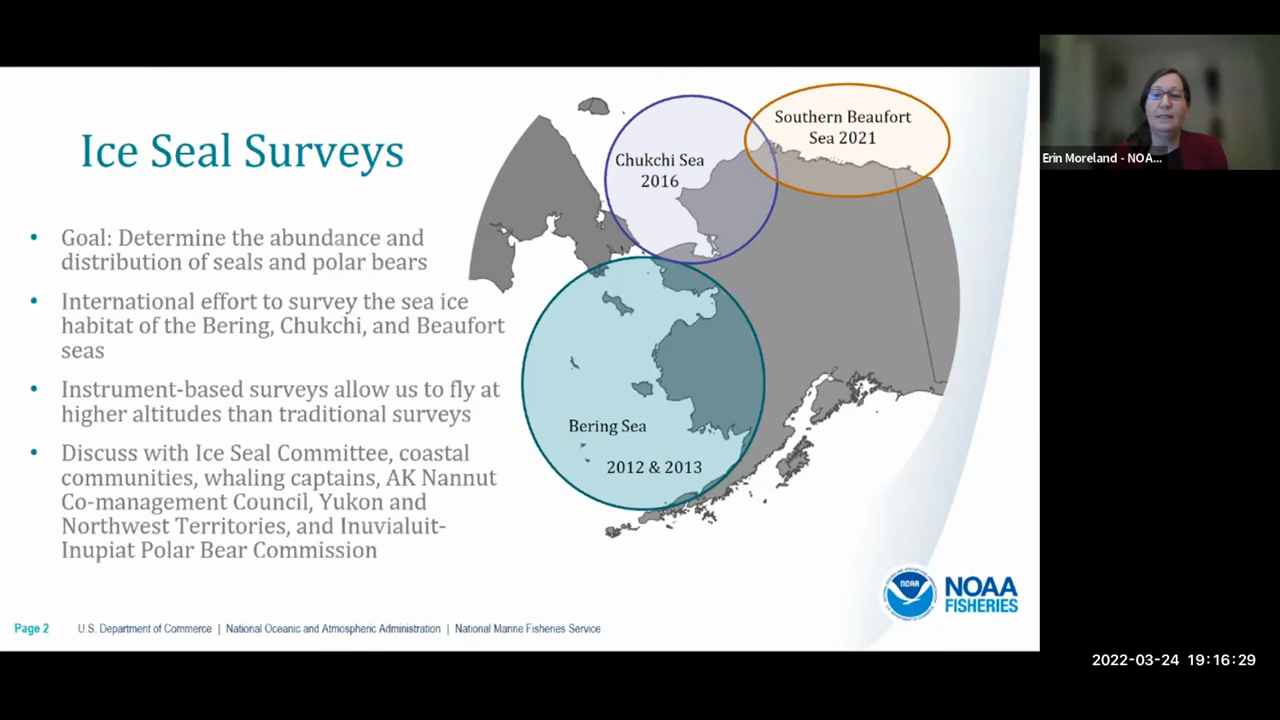 Ice Seal Surveys
• Goal: Determine the abundance and
distribution of seals and polar bears
• International effort to survey the sea ice
habitat of the Bering, Chukchi, and Beaufort
seas
• Instrument-based surveys allow us to fly at
higher altitudes than traditional surveys
• Discuss with Ice Seal Committee, coastal
communities, whaling captains, AK Nannut
Co-management Council, Yukon and
Northwest Territories, and Inuvialuit-
Inupiat Polar Bear Commission
Chukchi Sea
2016
Southern Beaufort
Sea 2021
Bering Sea
2012 & 2013
NOAA
NOAA
FISHERIES
Page 2 U.S. Department of Commerce | National Oceanic and Atmospheric Administration | National Marine Fisheries Service
Erin Moreland - NOA...
2022-03-24 19:16:29